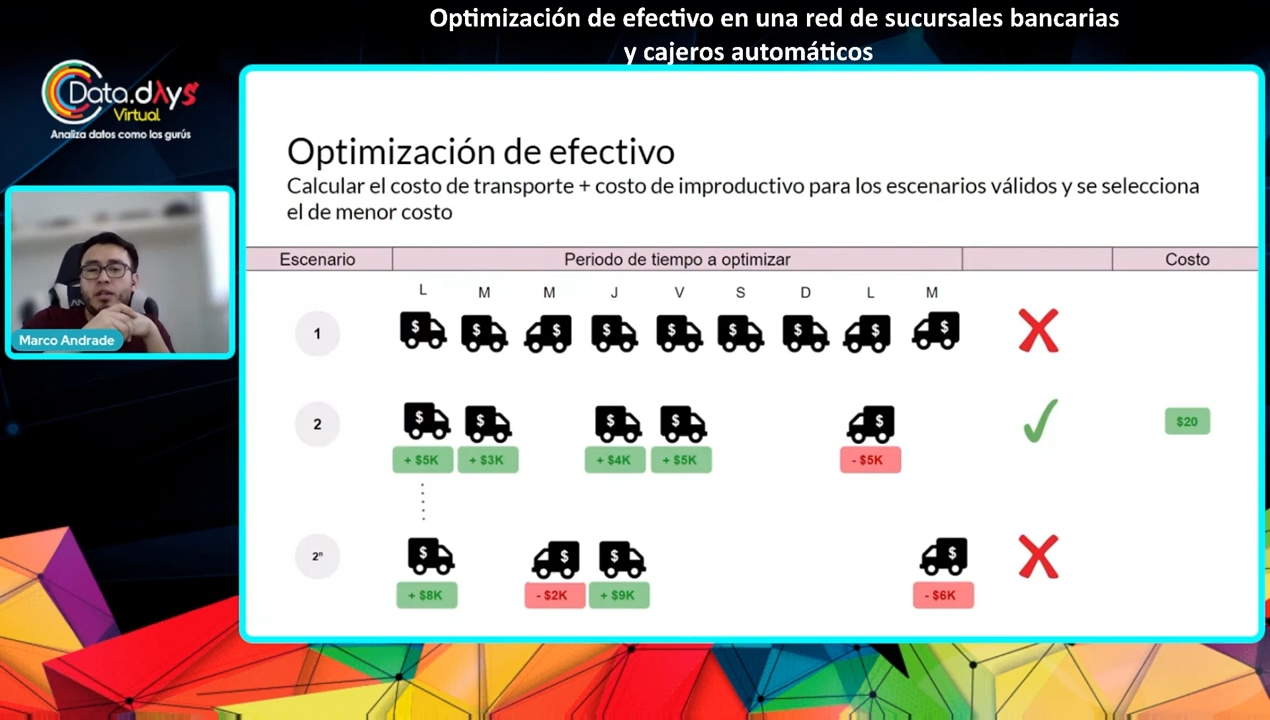 Optimización de efectivo en una red de sucursales bancarias
y cajeros automáticos
Data.dAys
Virtual
Analiza datos como los gurús
Marco Andrade
Optimización de efectivo
Calcular el costo de transporte + costo de improductivo para los escenarios válidos y se selecciona
el de menor costo
Escenario Periodo de tiempo a optimizar Costo
L M M J V S D L M
1 $ $ $ $ $ $ $ $ $
2 $ $ $ $ $ $20
+ $5K + $3K + $4K + $5K - $5K
2ⁿ $ $ $ $
+ $8K - $2K + $9K - $6K